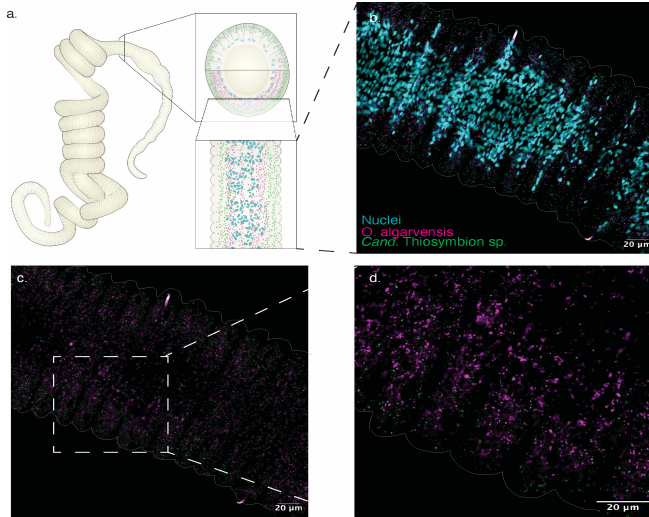 a.
b.
Nuclei
O. algarvensis
Cand. Thiosymbion sp.
20 µm
c.
20 µm
d.
20 µm